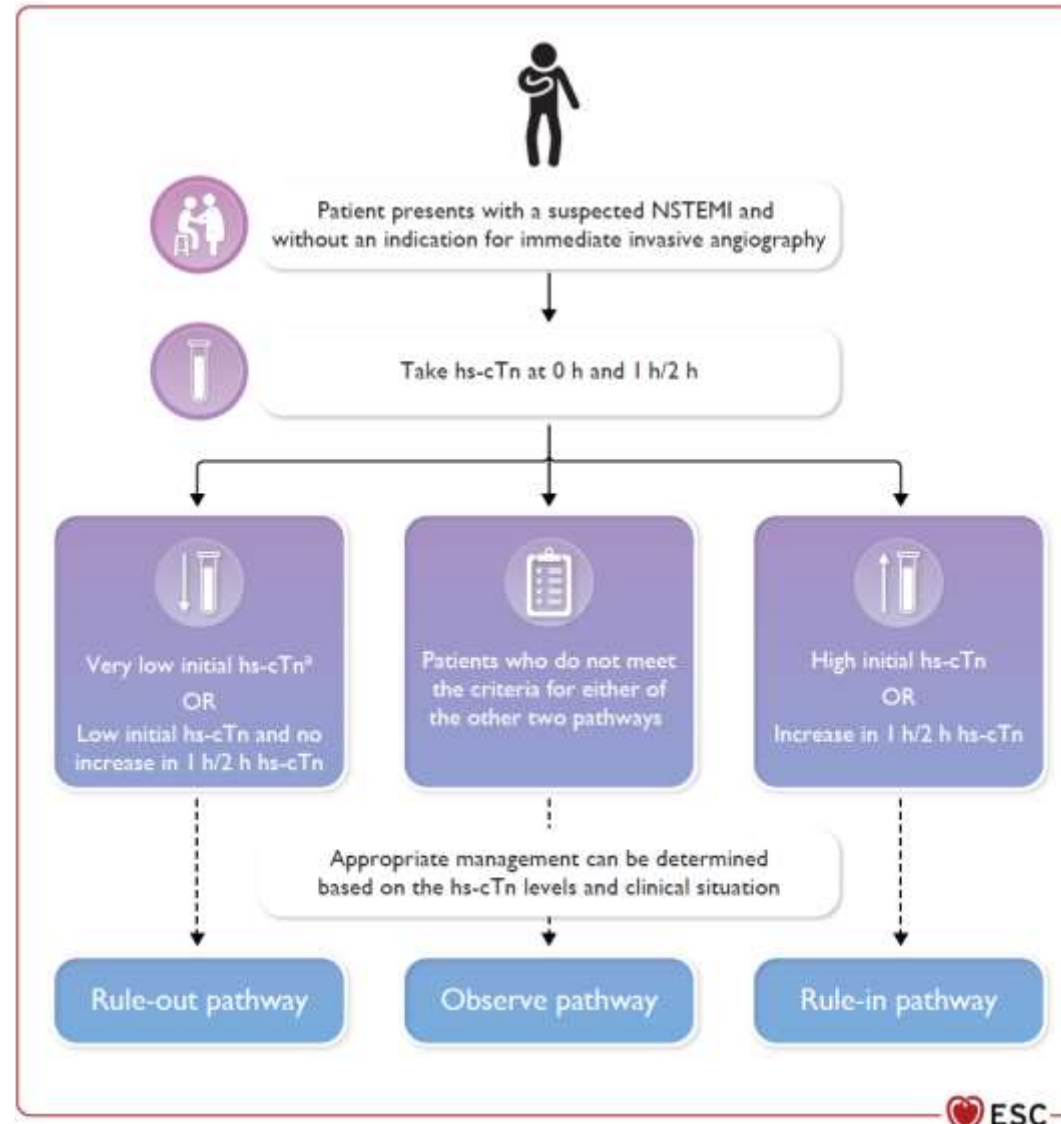 Patient presents with a suspected NSTEMI and
without an indication for immediate invasive angiography
Take hs-cTn at 0 h and 1 h/2 h
Very low initial hs-cTnª
OR
Low initial hs-cTn and no
increase in 1 h/2 h hs-cTn
Patients who do not meet
the criteria for either of
the other two pathways
High initial hs-cTn
OR
Increase in 1 h/2 h hs-cTn
Appropriate management can be determined
based on the hs-cTn levels and clinical situation
Rule-out pathway
Observe pathway
Rule-in pathway
ESC